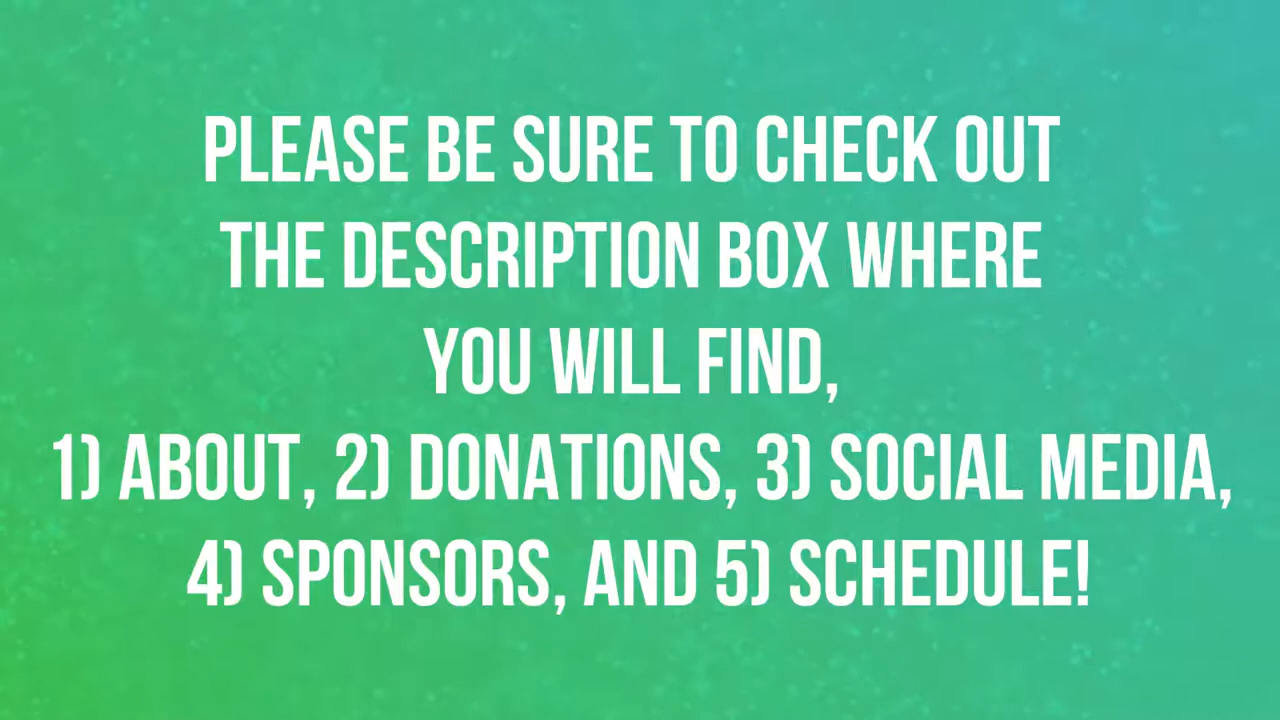 PLEASE BE SURE TO CHECK OUT
THE DESCRIPTION BOX WHERE
YOU WILL FIND,
1) ABOUT, 2) DONATIONS, 3) SOCIAL MEDIA,
4) SPONSORS, AND 5) SCHEDULE!